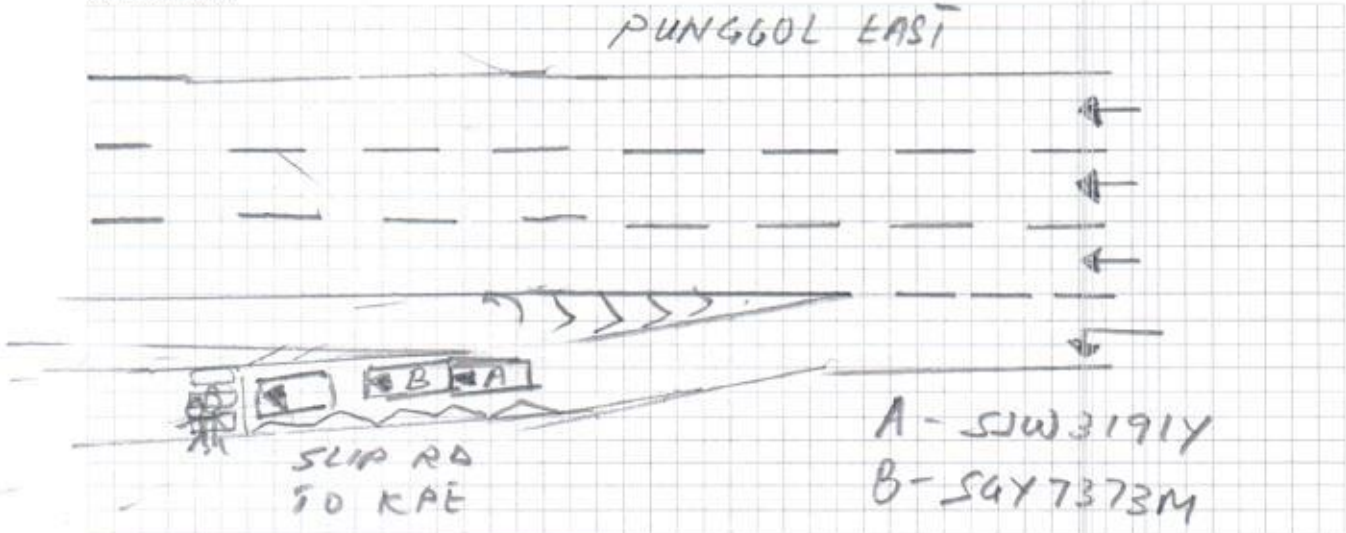 PUNGGOL EAST
B A
SLIP RD
TO KPE
A - SJW3191Y
B - SGY7373M